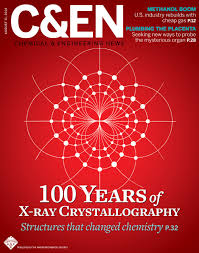 METHANOL BOOM
U.S. industry rebuilds with
cheap gas P.12
PLUMBING THE PLACENTA
Seeking new ways to probe
the mysterious organ P.28
C&EN
CHEMICAL & ENGINEERING NEWS
100 YEARS of
X-RAY CRYSTALLOGRAPHY
Structures that changed chemistry P.32